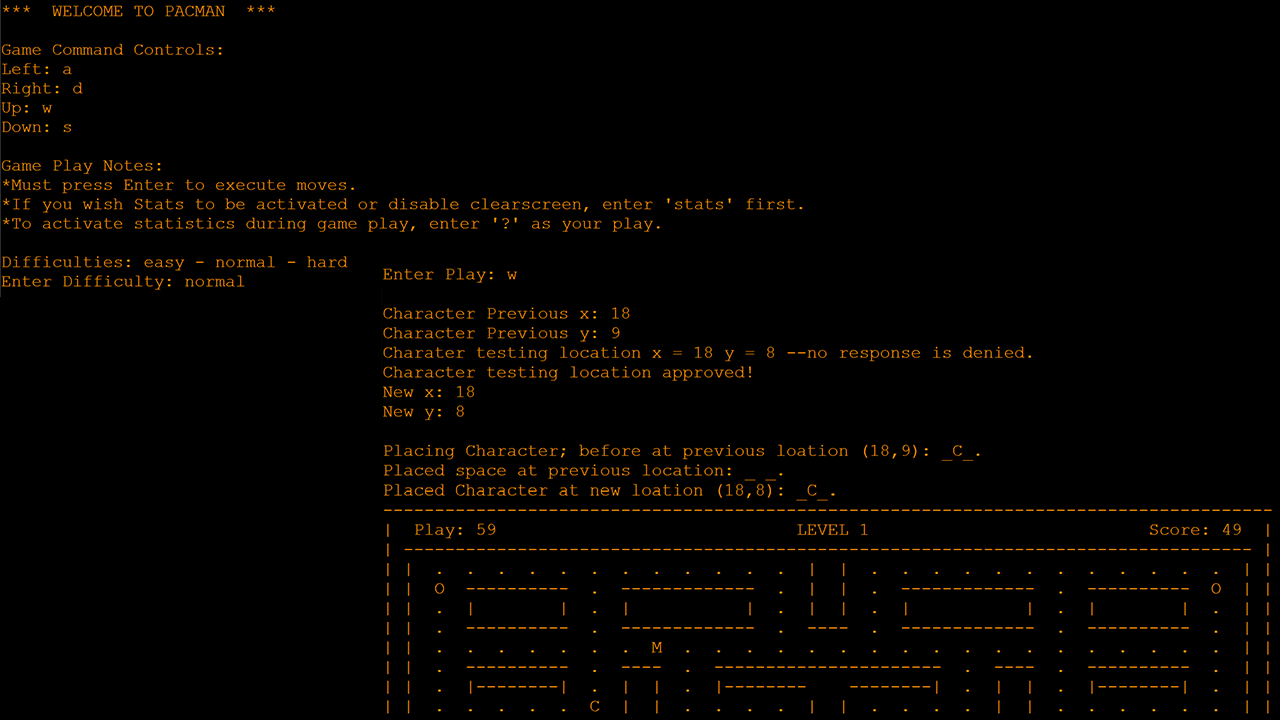 ***  WELCOME TO PACMAN  ***
Game Command Controls:
Left: a
Right: d
Up: w
Down: s
Game Play Notes:
*Must press Enter to execute moves.
*If you wish Stats to be activated or disable clearscreen, enter 'stats' first.
*To activate statistics during game play, enter '?' as your play.
Difficulties: easy - normal - hard
Enter Difficulty: normal
Enter Play: w
Character Previous x: 18
Character Previous y: 9
Charater testing location x = 18 y = 8 --no response is denied.
Character testing location approved!
New x: 18
New y: 8
Placing Character; before at previous loation (18,9): _C_.
Placed space at previous location: _ _.
Placed Character at new loation (18,8): _C_.
Play: 59 LEVEL 1 Score: 49
O O
M
C